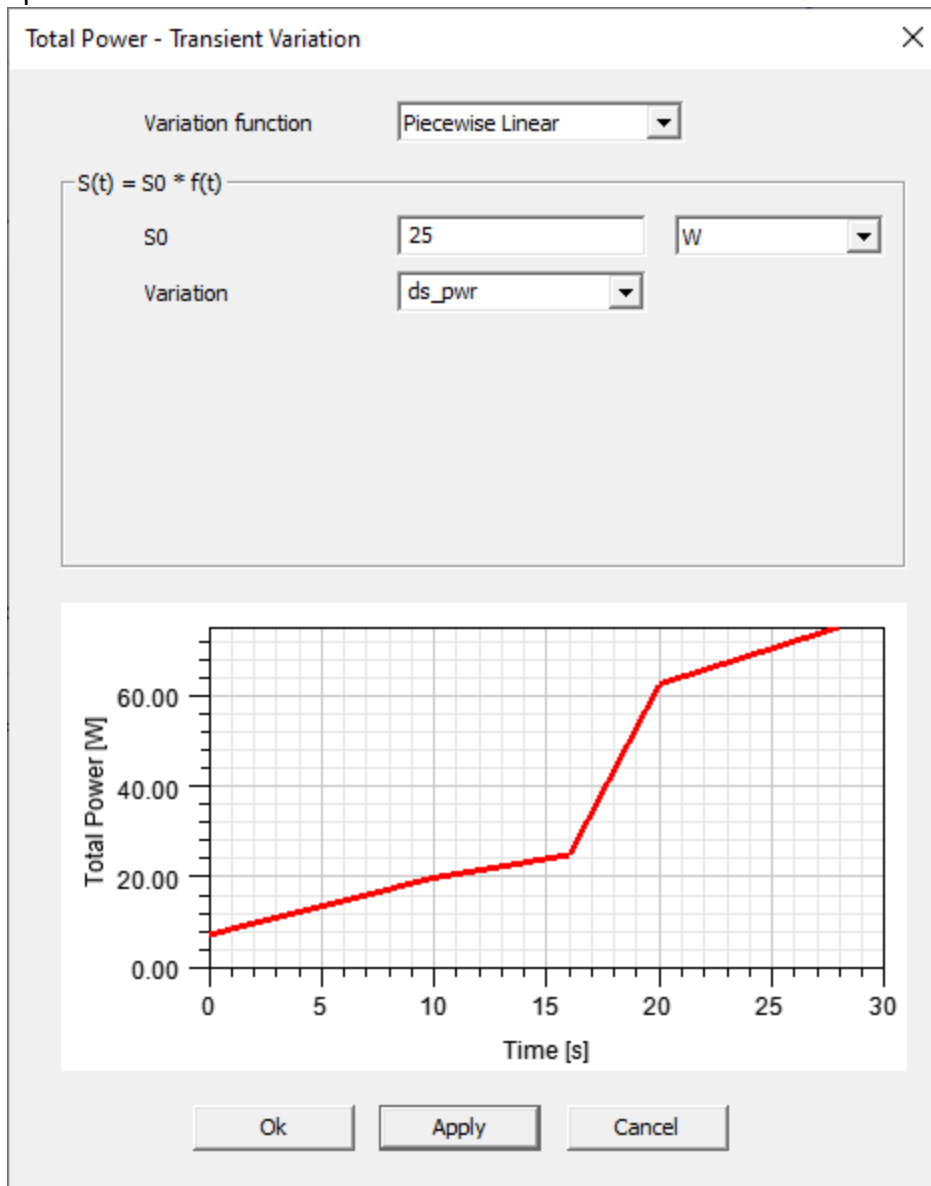 Total Power - Transient Variation
Variation function Piecewise Linear
S(t) = S0 * f(t)
S0 25 W
Variation ds_pwr
Total Power [W]
60.00
40.00
20.00
0.00
0 5 10 15 20 25 30
Time [s]
Ok Apply Cancel